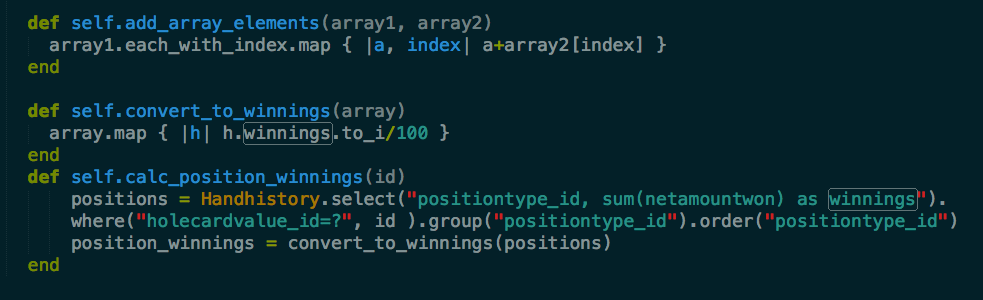 def self.add_array_elements(array1, array2)
  array1.each_with_index.map { |a, index| a+array2[index] }
end

def self.convert_to_winnings(array)
  array.map { |h| h.winnings.to_i/100 }
end
def self.calc_position_winnings(id)
    positions = Handhistory.select("positiontype_id, sum(netamountwon) as winnings").
    where("holecardvalue_id=?", id ).group("positiontype_id").order("positiontype_id")
    position_winnings = convert_to_winnings(positions)
end